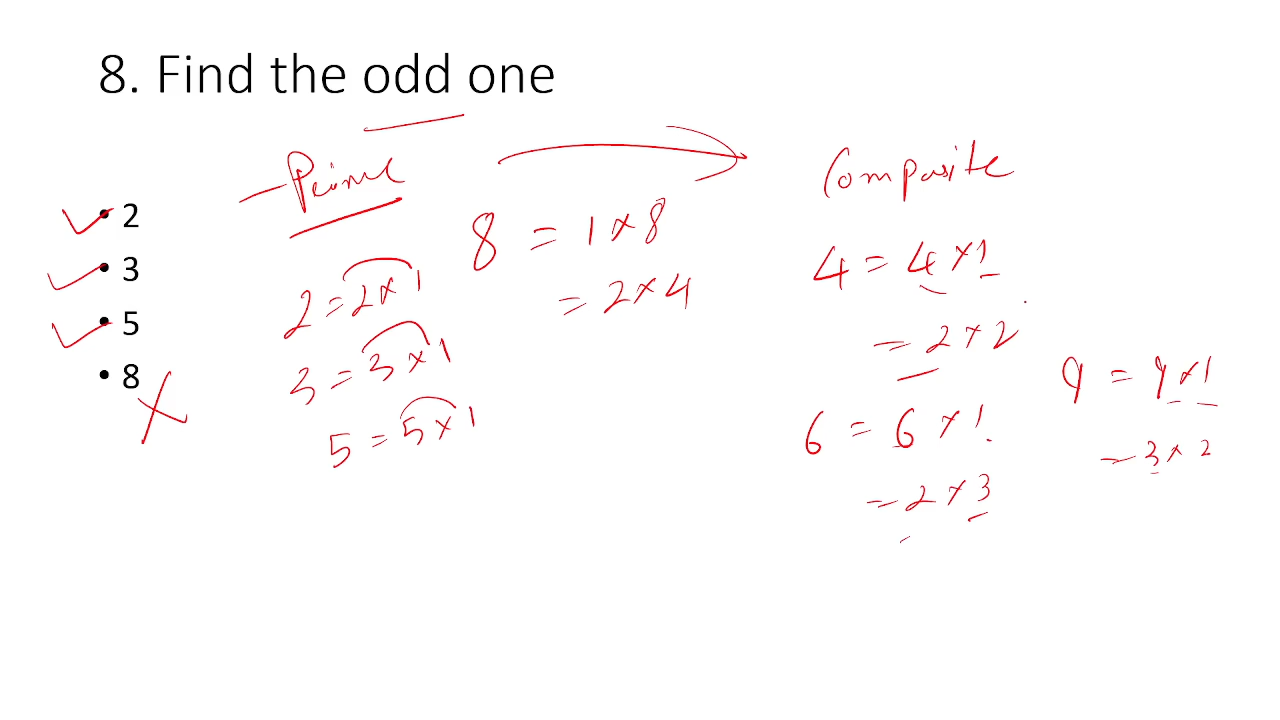 8. Find the odd one
Prime
Composite
• 2
• 3
• 5
• 8
2 = 2 × 1
3 = 3 × 1
5 = 5 × 1
8 = 1 × 8
= 2 × 4
4 = 4 × 1
= 2 × 2
6 = 6 × 1
= 2 × 3
9 = 9 × 1
= 3 × 2